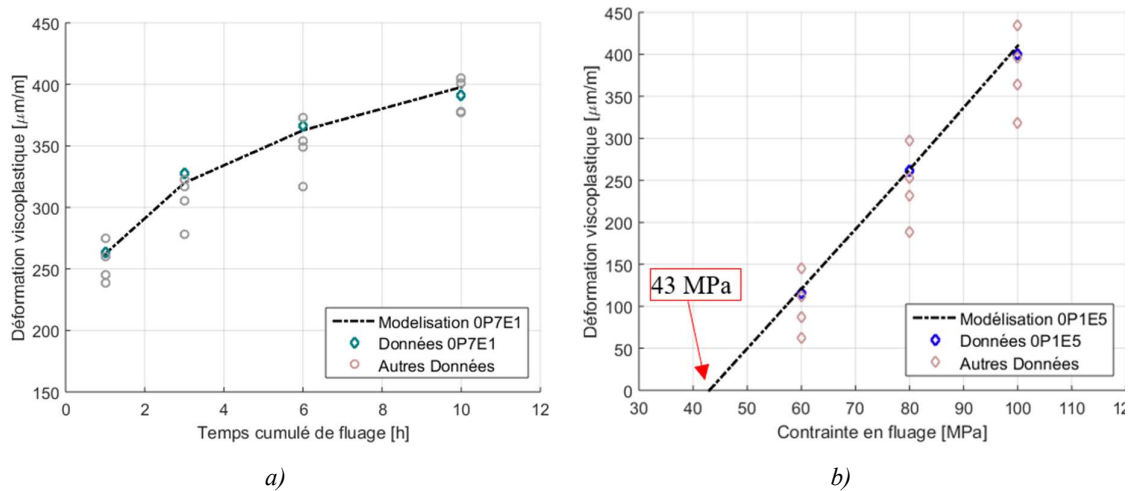 450
400
350
300
250
200
150
0
2
4
6
8
10
12
Déformation viscoplastique [μm/m]
Temps cumulé de fluage [h]
Modelisation 0P7E1
Données 0P7E1
Autres Données
a)
450
400
350
300
250
200
150
100
50
0
30
40
50
60
70
80
90
100
110
120
Déformation viscoplastique [μm/m]
Contrainte en fluage [MPa]
43 MPa
Modélisation 0P1E5
Données 0P1E5
Autres Données
b)